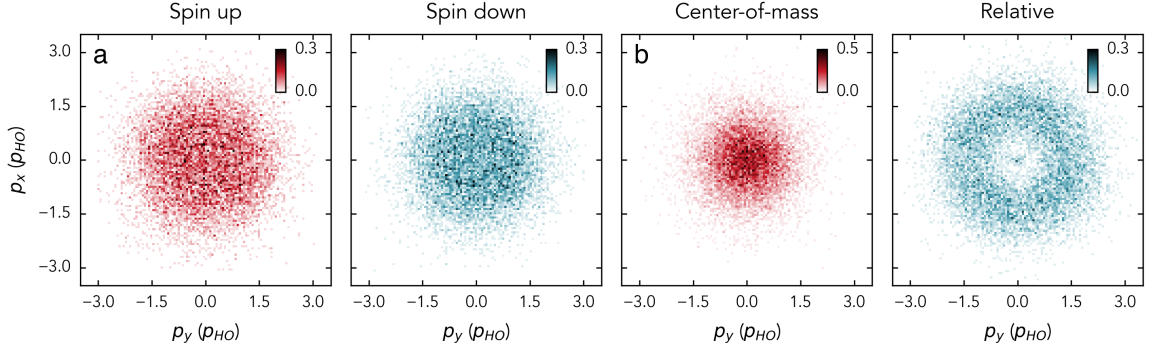 Spin up Spin down Center-of-mass Relative
a b
0.3 0.3 0.5 0.3
0.0 0.0 0.0 0.0
3.0
1.5
0.0
−1.5
−3.0
pₓ (p_HO)
−3.0 −1.5 0.0 1.5 3.0 −3.0 −1.5 0.0 1.5 3.0 −3.0 −1.5 0.0 1.5 3.0 −3.0 −1.5 0.0 1.5 3.0
p_y (p_HO) p_y (p_HO) p_y (p_HO) p_y (p_HO)